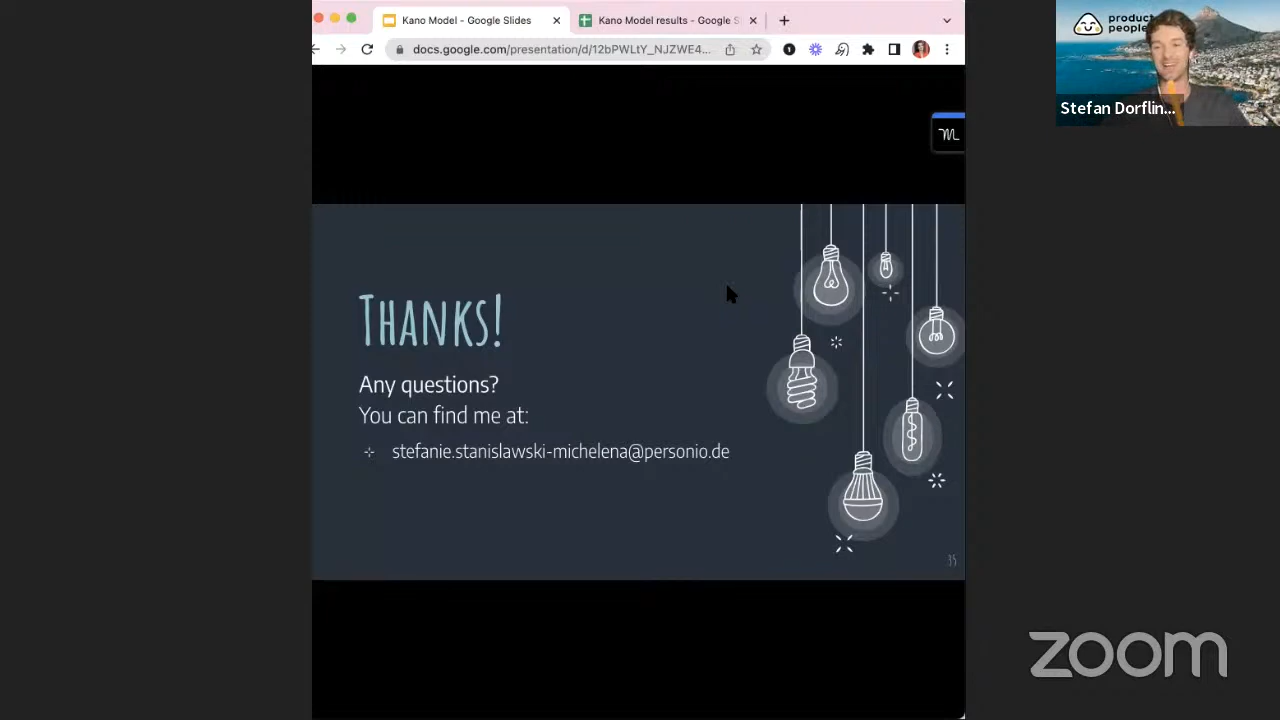 Kano Model - Google Slides
Kano Model results - Google S
docs.google.com/presentation/d/12bPWLtY_NJZWE4...
product
people
Stefan Dorflin...
THANKS!
Any questions?
You can find me at:
stefanie.stanislawski-michelena@personio.de
35
zoom